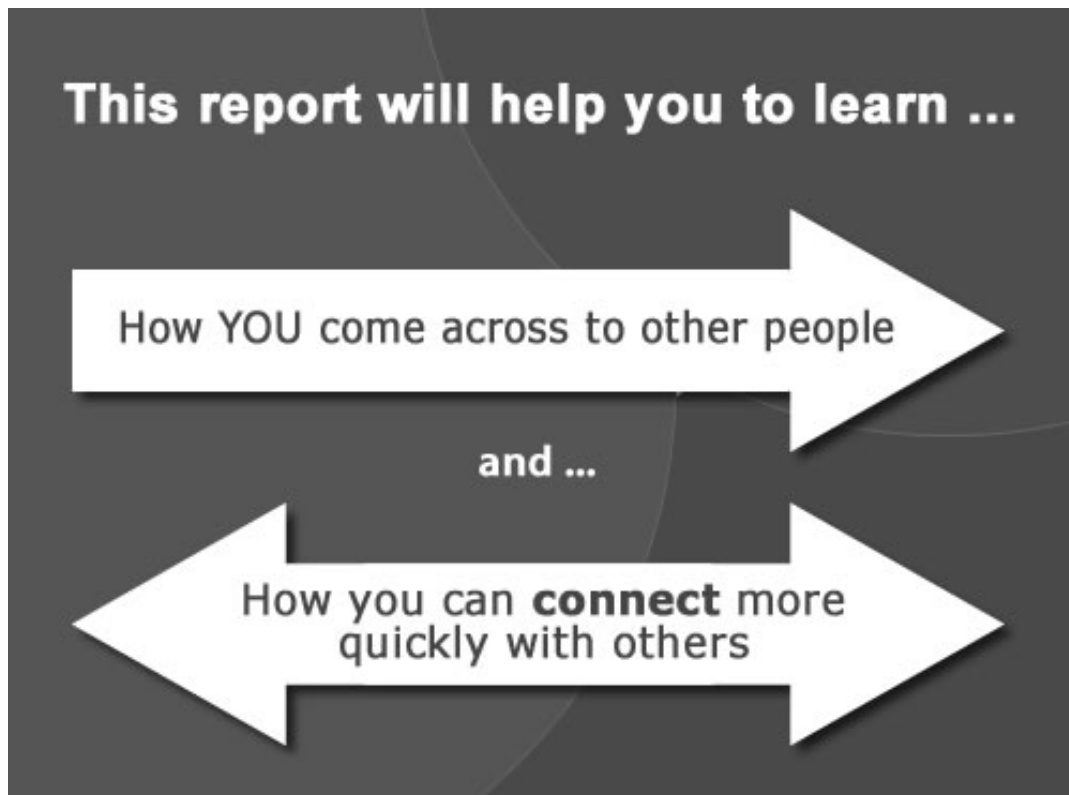 This report will help you to learn ...
How YOU come across to other people
and ...
How you can connect more
quickly with others